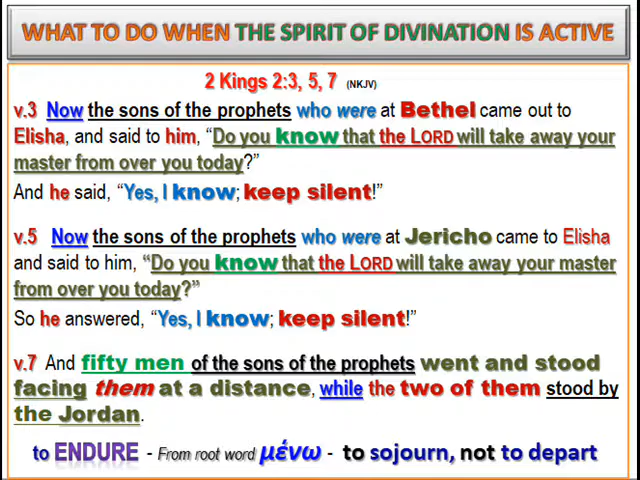 WHAT TO DO WHEN THE SPIRIT OF DIVINATION IS ACTIVE
2 Kings 2:3, 5, 7 (NKJV)
v.3 Now the sons of the prophets who were at Bethel came out to
Elisha, and said to him, “Do you know that the LORD will take away your
master from over you today?”
And he said, “Yes, I know; keep silent!”
v.5 Now the sons of the prophets who were at Jericho came to Elisha
and said to him, “Do you know that the LORD will take away your master
from over you today?”
So he answered, “Yes, I know; keep silent!”
v.7 And fifty men of the sons of the prophets went and stood
facing them at a distance, while the two of them stood by
the Jordan.
to ENDURE - From root word μένω - to sojourn, not to depart